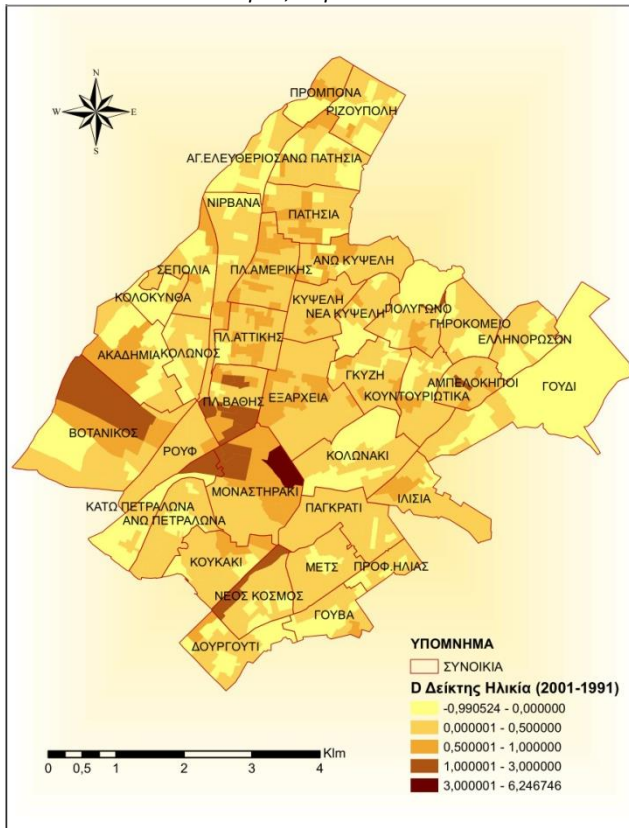 N
W E
S
ΠΡΟΜΠΟΝΑ
ΡΙΖΟΥΠΟΛΗ
ΑΓ.ΕΛΕΥΘΕΡΙΟΣ ΑΝΩ ΠΑΤΗΣΙΑ
ΝΙΡΒΑΝΑ
ΠΑΤΗΣΙΑ
ΑΝΩ ΚΥΨΕΛΗ
ΣΕΠΟΛΙΑ
ΠΛ.ΑΜΕΡΙΚΗΣ
ΚΟΛΟΚΥΝΘΑ
ΚΥΨΕΛΗ
ΝΕΑ ΚΥΨΕΛΗ
ΠΟΛΥΓΩΝΟ
ΓΗΡΟΚΟΜΕΙΟ
ΕΛΛΗΝΟΡΩΣΩΝ
ΠΛ.ΑΤΤΙΚΗΣ
ΑΚΑΔΗΜΙΑ
ΚΟΛΩΝΟΣ
ΓΚΥΖΗ
ΑΜΠΕΛΟΚΗΠΟΙ
ΓΟΥΔΙ
ΠΛ.ΒΑΘΗΣ
ΕΞΑΡΧΕΙΑ
ΚΟΥΝΤΟΥΡΙΩΤΙΚΑ
ΒΟΤΑΝΙΚΟΣ
ΡΟΥΦ
ΚΟΛΩΝΑΚΙ
ΜΟΝΑΣΤΗΡΑΚΙ
ΙΛΙΣΙΑ
ΚΑΤΩ ΠΕΤΡΑΛΩΝΑ
ΑΝΩ ΠΕΤΡΑΛΩΝΑ
ΠΑΓΚΡΑΤΙ
ΚΟΥΚΑΚΙ
ΜΕΤΣ
ΠΡΟΦ.ΗΛΙΑΣ
ΝΕΟΣ ΚΟΣΜΟΣ
ΓΟΥΒΑ
ΔΟΥΡΓΟΥΤΙ
ΥΠΟΜΝΗΜΑ
ΣΥΝΟΙΚΙΑ
D Δείκτης Ηλικία (2001-1991)
-0,990524 - 0,000000
0,000001 - 0,500000
0,500001 - 1,000000
1,000001 - 3,000000
3,000001 - 6,246746
Klm
0 0,5 1 2 3 4